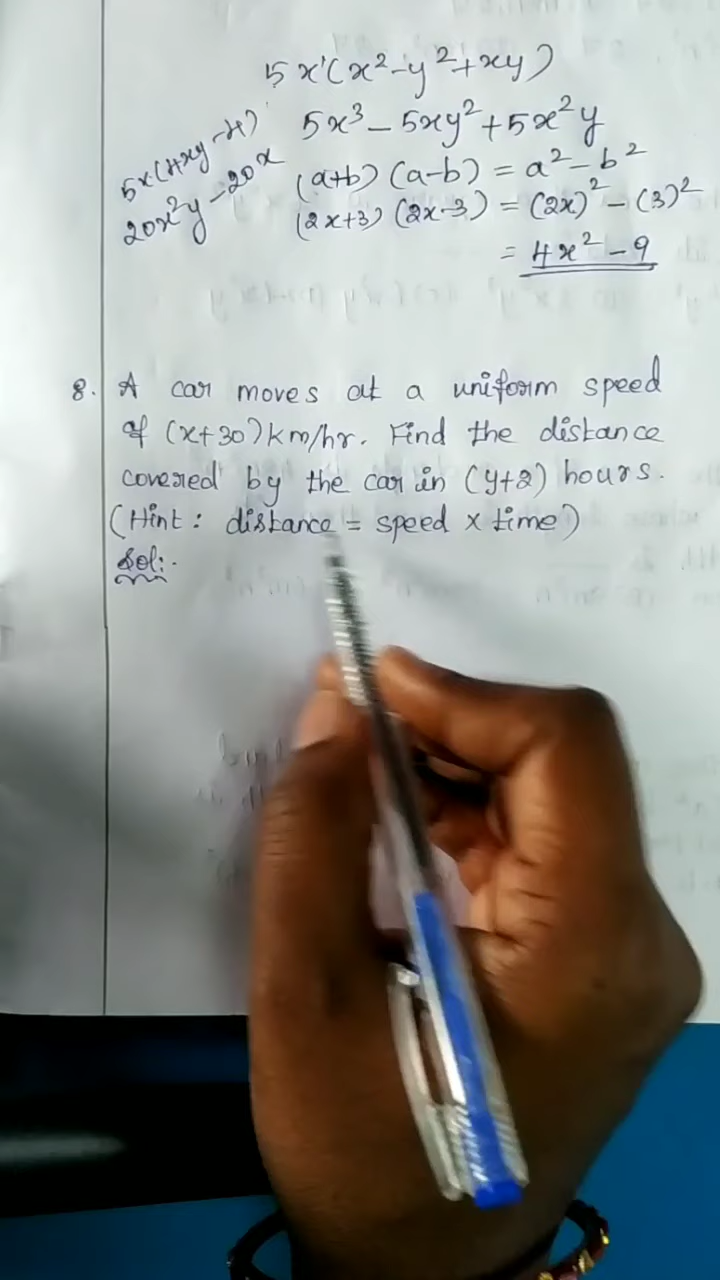 5x(x²-y²+xy)
5x³-5xy²+5x²y
5x(4xy-4)
20x²y-20x
(a+b)(a-b)=a²-b²
(2x+3)(2x-3)=(2x)²-(3)²
=4x²-9
8. A car moves at a uniform speed
of (x+30)km/hr. Find the distance
covered by the car in (y+2) hours.
(Hint: distance = speed x time)
Sol:-